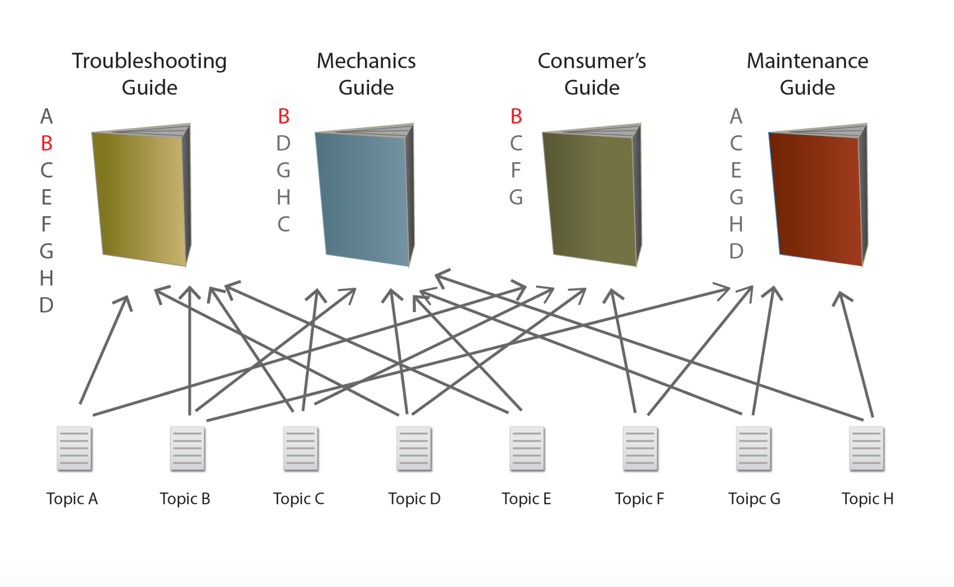 Troubleshooting
Guide
A
B
C
E
F
G
H
D
Mechanics
Guide
B
D
G
H
C
Consumer's
Guide
B
C
F
G
Maintenance
Guide
A
C
E
G
H
D
Topic A
Topic B
Topic C
Topic D
Topic E
Topic F
Toipc G
Topic H